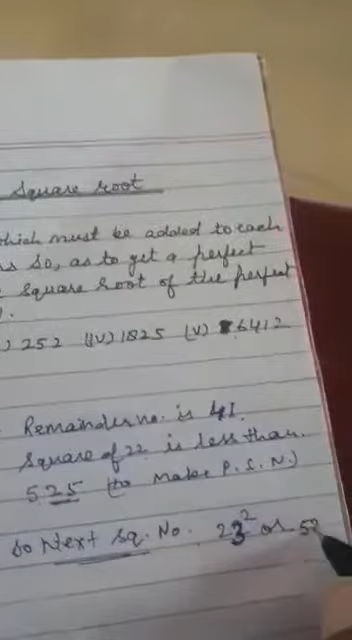 Square root
which must be added to each
so, as to get a perfect
square root of the perfect
) 252 (IV) 1825 (V) 6412
Remainder no. is 41.
Square of 22 is less than.
525 (to make P.S.N.)
So Next Sq. No. 23² or 52